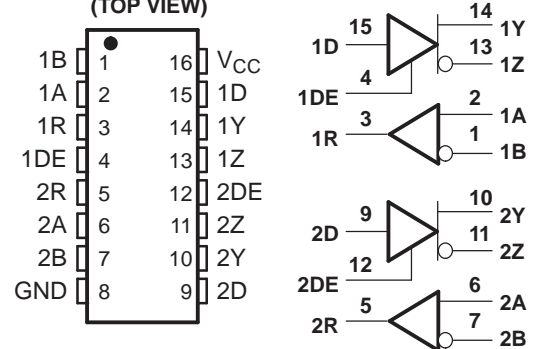 (TOP VIEW)
1B 1 16 VCC
1A 2 15 1D
1R 3 14 1Y
1DE 4 13 1Z
2R 5 12 2DE
2A 6 11 2Z
2B 7 10 2Y
GND 8 9 2D
14 1Y
15 1D
13 1Z
4 1DE
2 1A
3 1R
1 1B
10 2Y
9 2D
11 2Z
12 2DE
6 2A
5 2R
7 2B